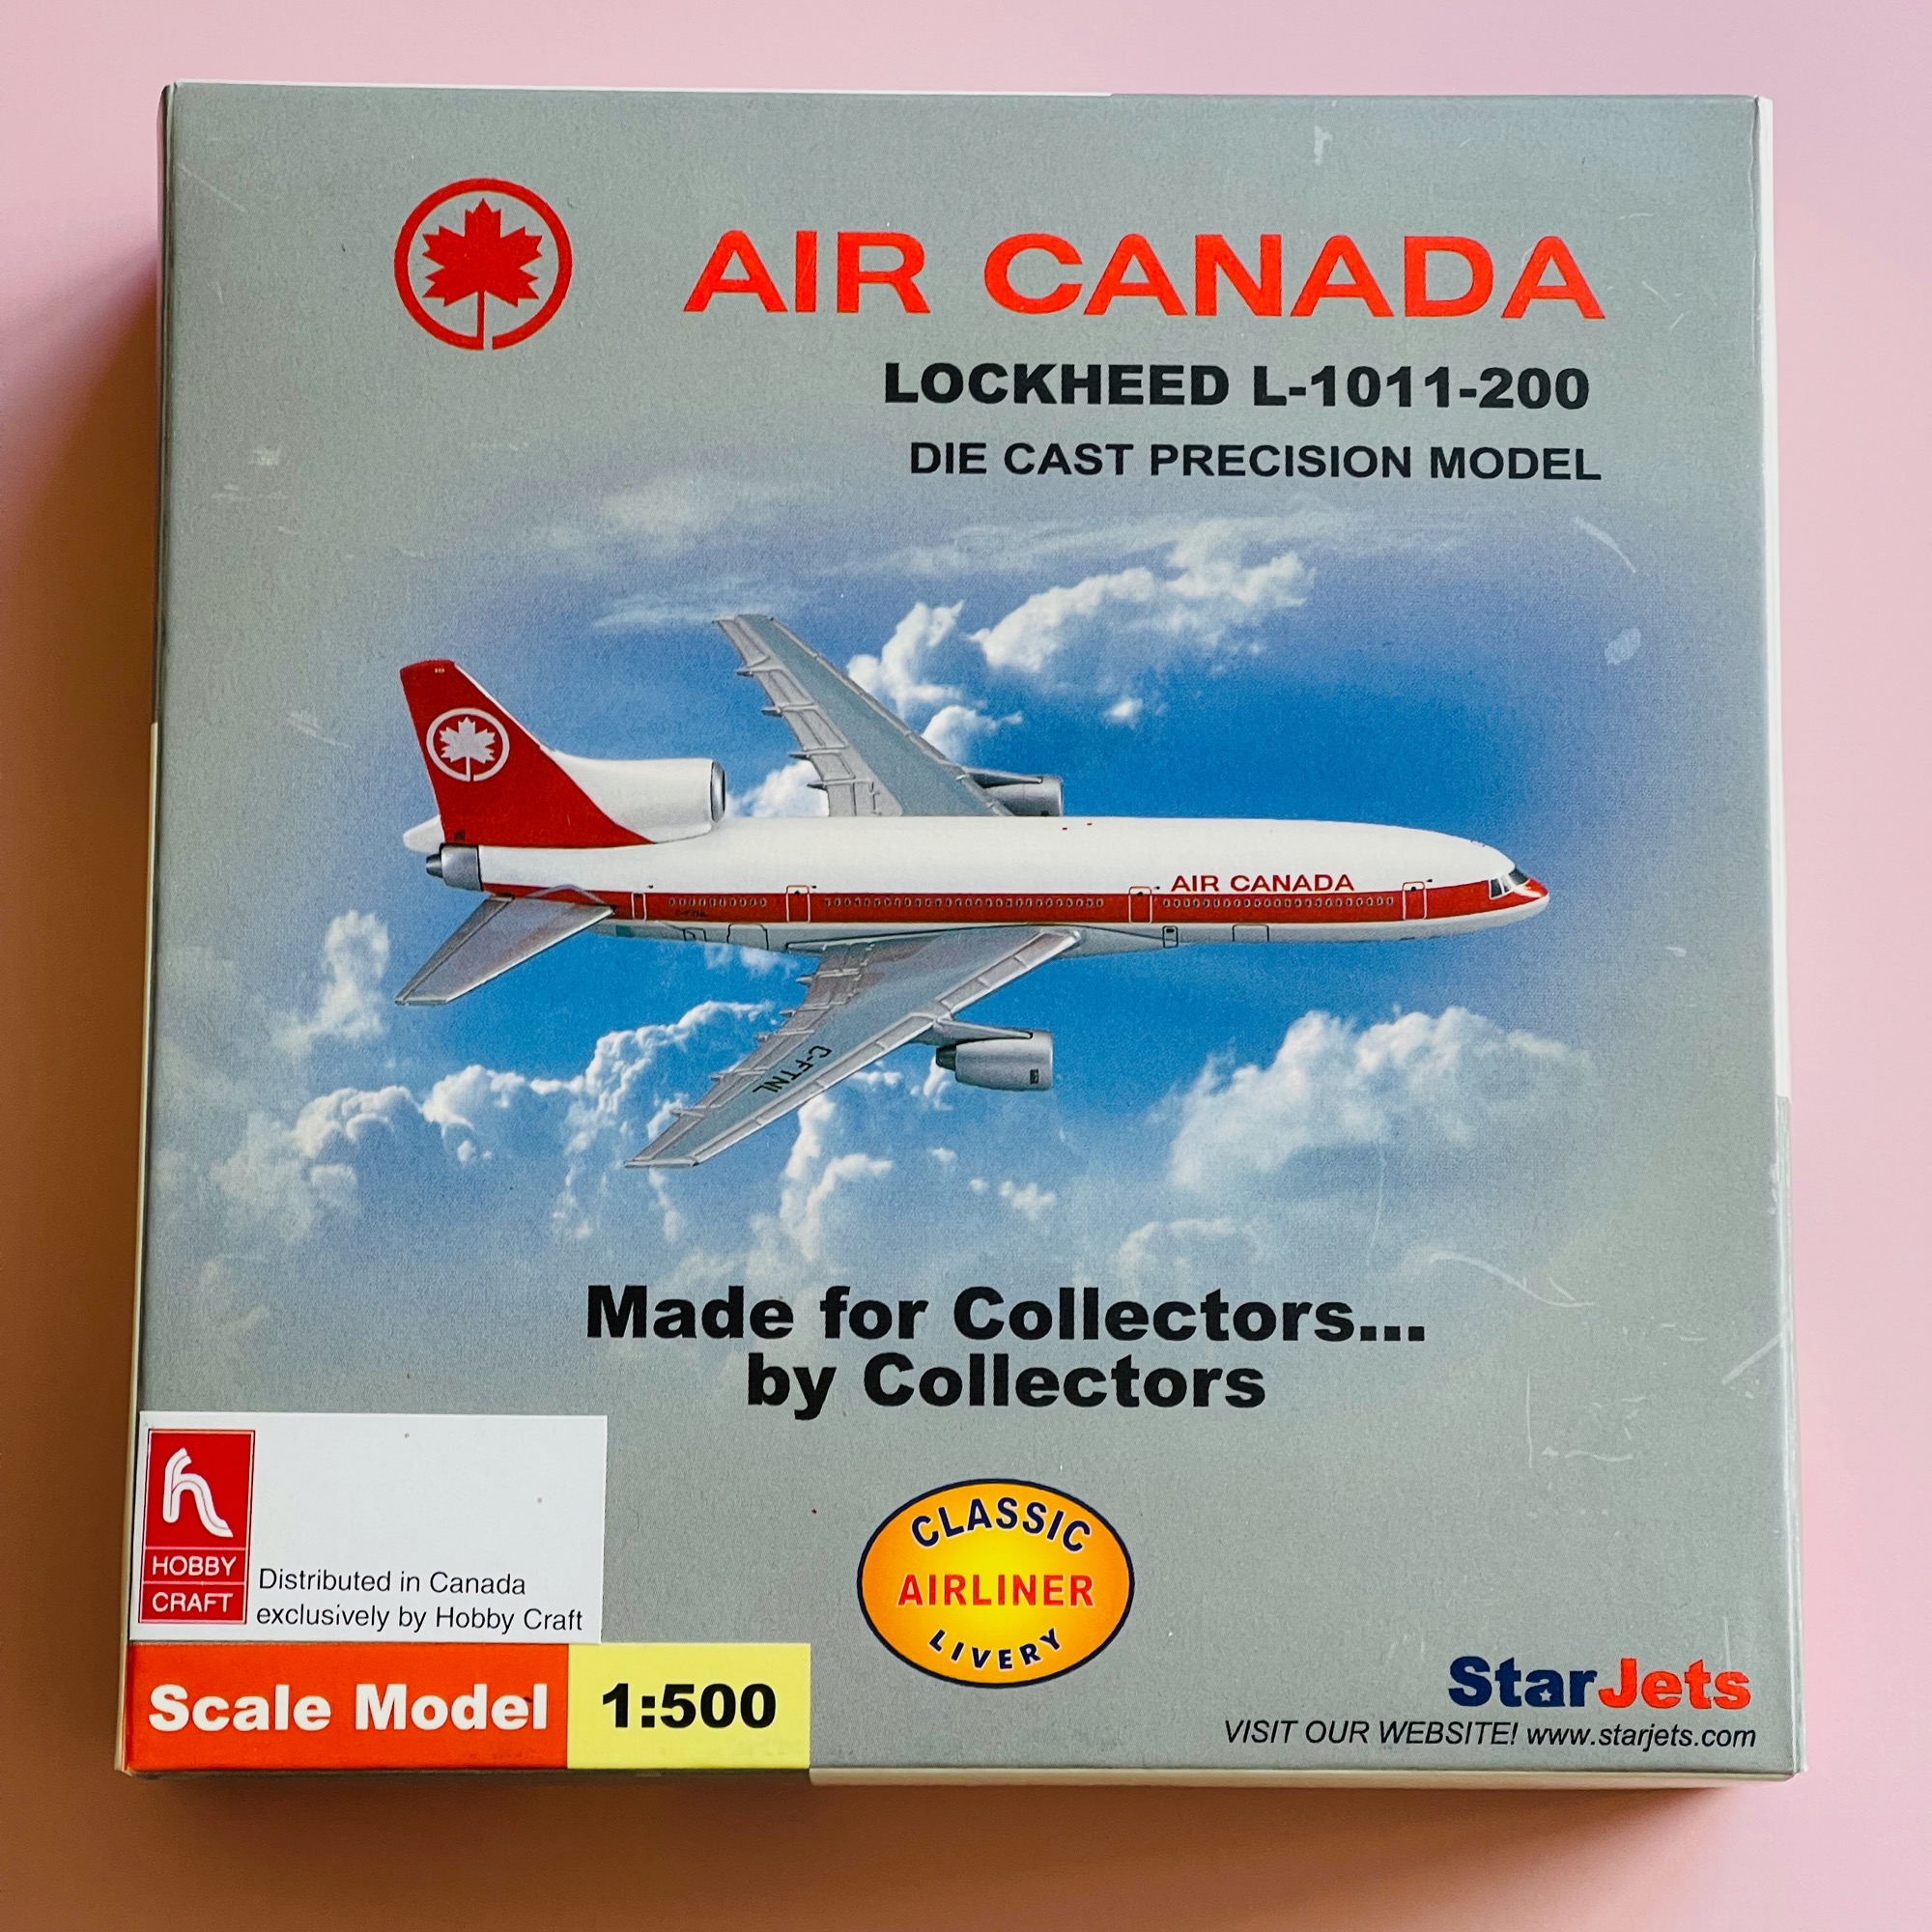 AIR CANADA
LOCKHEED L-1011-200
DIE CAST PRECISION MODEL
AIR CANADA
C-FTNL
Made for Collectors...
by Collectors
h
HOBBY
CRAFT
Distributed in Canada
exclusively by Hobby Craft
CLASSIC
AIRLINER
LIVERY
Scale Model 1:500
StarJets
VISIT OUR WEBSITE! www.starjets.com